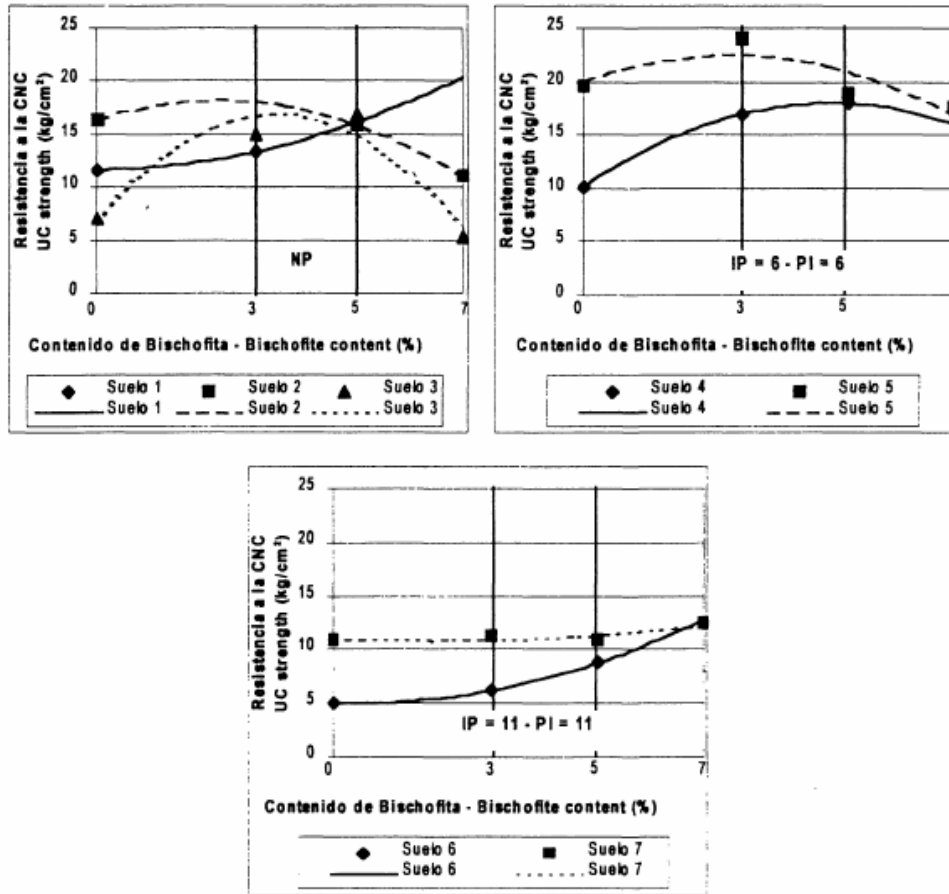 Resistencia a la CNC
UC strength (kg/cm²)
25
20
15
10
5
0
NP
0 3 5 7
Contenido de Bischofita - Bischofite content (%)
Suelo 1 Suelo 2 Suelo 3
Suelo 1 Suelo 2 Suelo 3
Resistencia a la CNC
UC strength (kg/cm²)
25
20
15
10
5
0
IP = 6 - PI = 6
0 3 5
Contenido de Bischofita - Bischofite content (%)
Suelo 4 Suelo 5
Suelo 4 Suelo 5
Resistencia a la CNC
UC strength (kg/cm²)
25
20
15
10
5
0
IP = 11 - PI = 11
0 3 5 7
Contenido de Bischofita - Bischofite content (%)
Suelo 6 Suelo 7
Suelo 6 Suelo 7